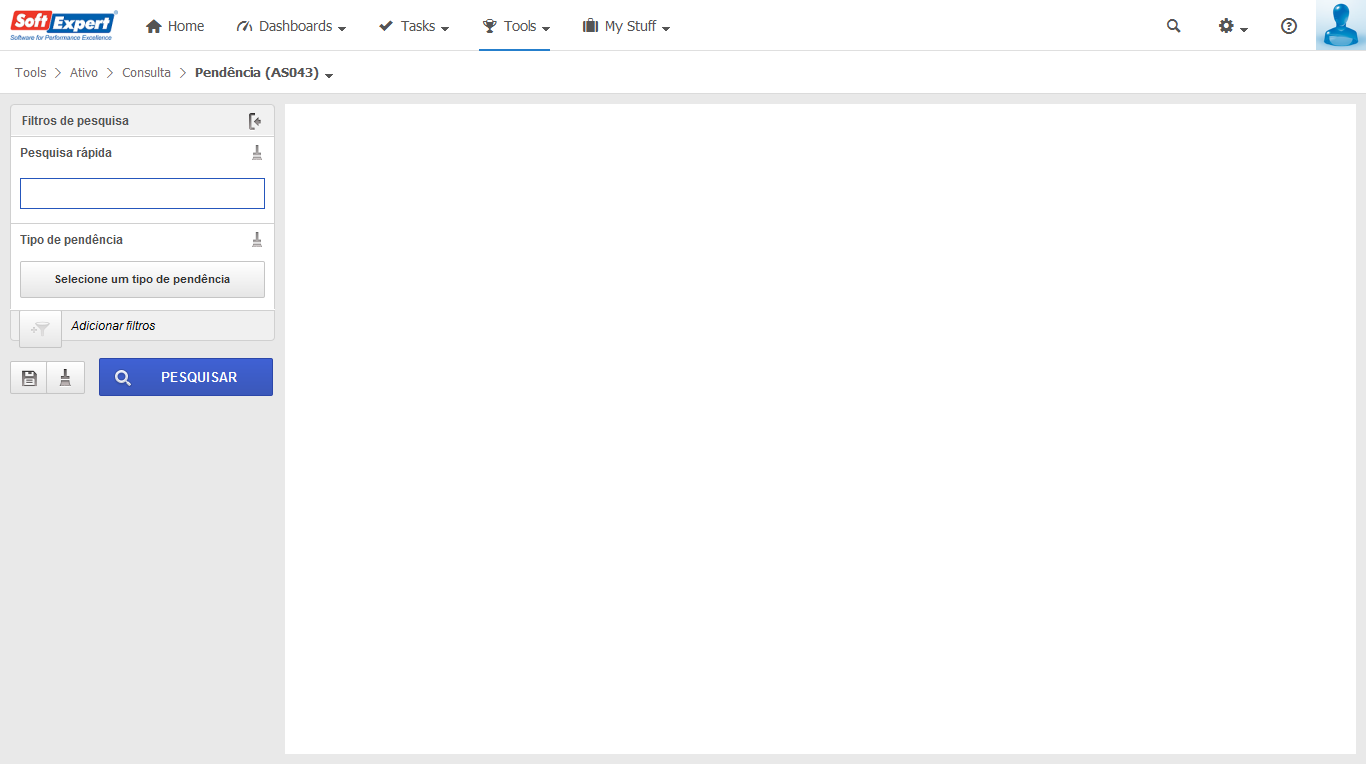 SoftExpert®
Software for Performance Excellence
Home Dashboards Tasks Tools My Stuff
Tools > Ativo > Consulta > Pendência (AS043)
Filtros de pesquisa
Pesquisa rápida
Tipo de pendência
Selecione um tipo de pendência
Adicionar filtros
PESQUISAR